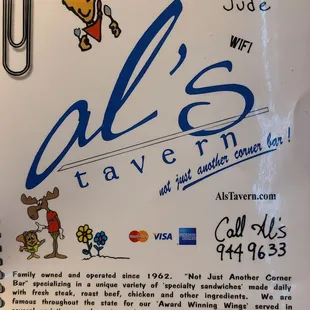 Jude
WIFI
al's
tavern
not just another corner bar!
AlsTavern.com
VISA
Call Al's
944 9633
Family owned and operated since 1962. "Not Just Another Corner
Bar" specializing in a unique variety of 'specialty sandwiches' made daily
with fresh steak, roast beef, chicken and other ingredients. We are
famous throughout the state for our 'Award Winning Wings' served in